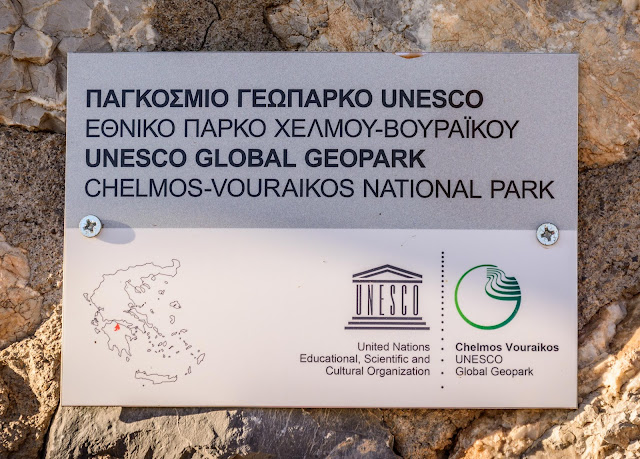 ΠΑΓΚΟΣΜΙΟ ΓΕΩΠΑΡΚΟ UNESCO
ΕΘΝΙΚΟ ΠΑΡΚΟ ΧΕΛΜΟΥ-ΒΟΥΡΑΪΚΟΥ
UNESCO GLOBAL GEOPARK
CHELMOS-VOURAIKOS NATIONAL PARK
UNESCO
United Nations
Educational, Scientific and
Cultural Organization
Chelmos Vouraikos
UNESCO
Global Geopark